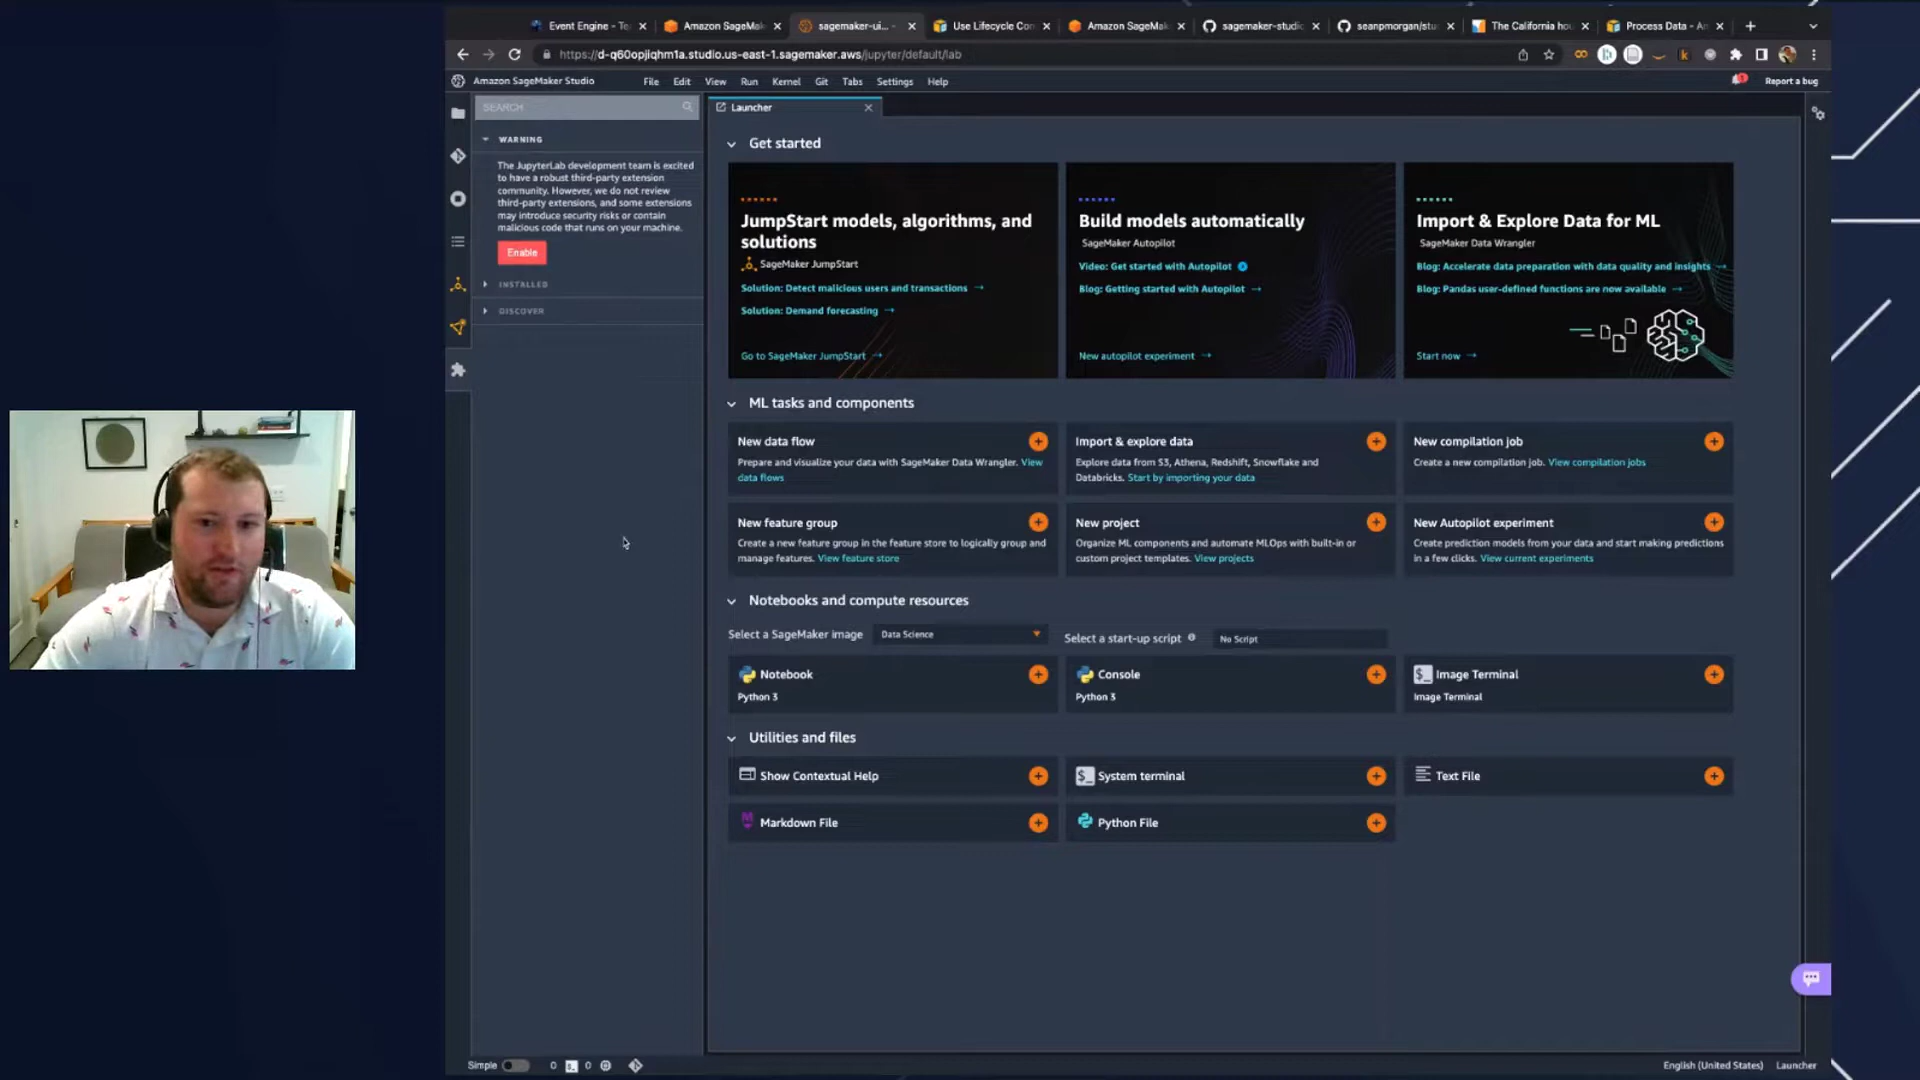 Event Engine - Te
Amazon SageMak
sagemaker-ui...
Use Lifecycle Con
Amazon SageMak
sagemaker-studio
seanpmorgan/stu
The California hou
Process Data - Am
https://d-q60opjiqhm1a.studio.us-east-1.sagemaker.aws/jupyter/default/lab
Amazon SageMaker Studio
File
Edit
View
Run
Kernel
Git
Tabs
Settings
Help
Report a bug
SEARCH
Launcher
WARNING
The JupyterLab development team is excited
to have a robust third-party extension
community. However, we do not review
third-party extensions, and some extensions
may introduce security risks or contain
malicious code that runs on your machine.
Enable
INSTALLED
DISCOVER
Get started
JumpStart models, algorithms, and
solutions
SageMaker JumpStart
Solution: Detect malicious users and transactions →
Solution: Demand forecasting →
Go to SageMaker JumpStart →
Build models automatically
SageMaker Autopilot
Video: Get started with Autopilot
Blog: Getting started with Autopilot →
New autopilot experiment →
Import & Explore Data for ML
SageMaker Data Wrangler
Blog: Accelerate data preparation with data quality and insights →
Blog: Pandas user-defined functions are now available →
Start now →
ML tasks and components
New data flow
Prepare and visualize your data with SageMaker Data Wrangler. View
data flows
Import & explore data
Explore data from S3, Athena, Redshift, Snowflake and
Databricks. Start by importing your data
New compilation job
Create a new compilation job. View compilation jobs
New feature group
Create a new feature group in the feature store to logically group and
manage features. View feature store
New project
Organize ML components and automate MLOps with built-in or
custom project templates. View projects
New Autopilot experiment
Create prediction models from your data and start making predictions
in a few clicks. View current experiments
Notebooks and compute resources
Select a SageMaker image
Data Science
Select a start-up script
No Script
Notebook
Python 3
Console
Python 3
Image Terminal
Image Terminal
Utilities and files
Show Contextual Help
System terminal
Text File
Markdown File
Python File
Simple
0
0
English (United States)
Launcher